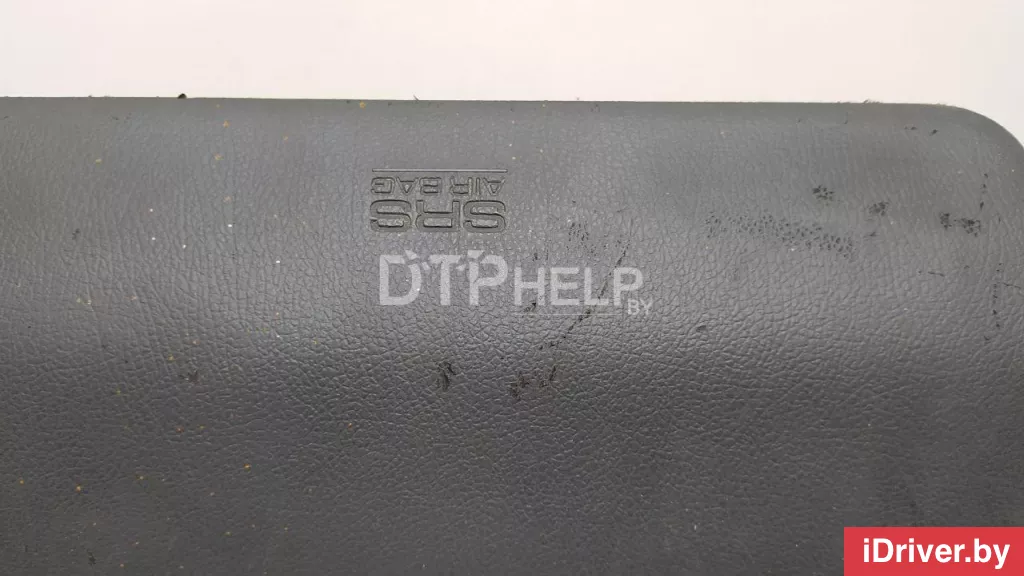 SRS
AIR BAG
DTPHELP
.BY
iDriver.by